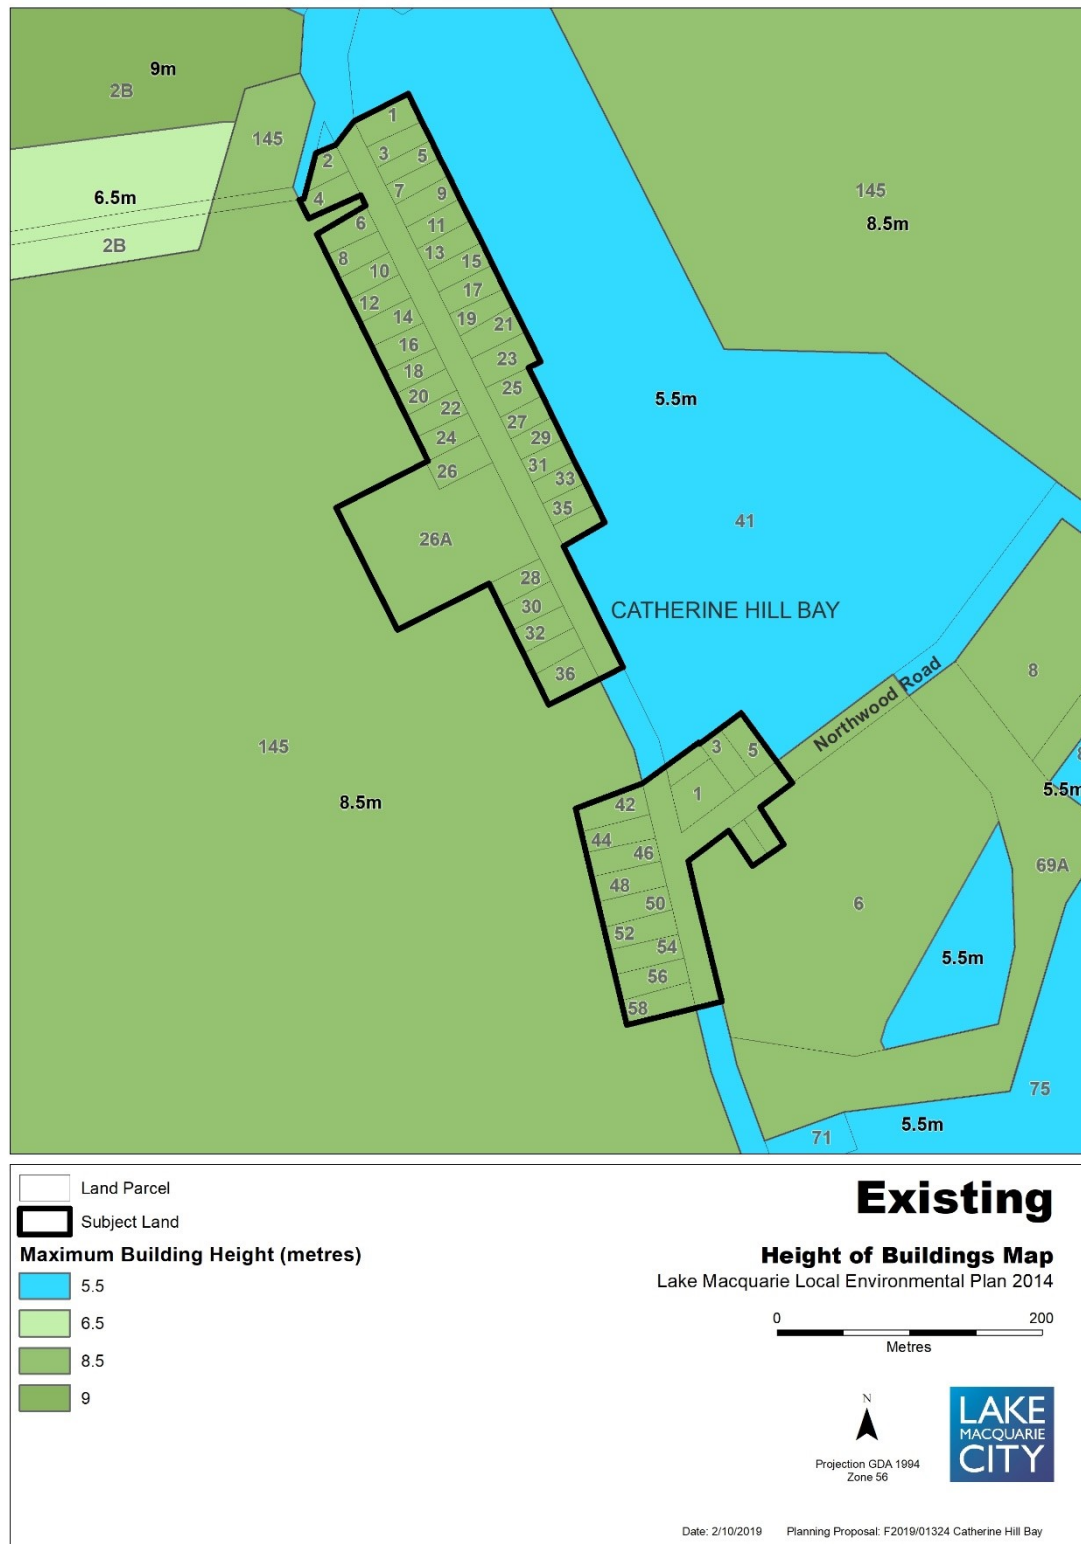 9m
2B
145
1
2
3
5
145
6.5m
4
7
9
8.5m
6
11
2B
8
13
15
10
12
17
14
19
21
16
23
18
25
5.5m
20
22
27
24
29
26
31
33
35
41
26A
28
CATHERINE HILL BAY
30
32
36
8
Northwood Road
145
3
5
8.5m
1
5.5m
42
44
46
69A
48
50
6
52
54
5.5m
56
58
75
71
5.5m
Land Parcel
Subject Land
Maximum Building Height (metres)
5.5
6.5
8.5
9
Existing
Height of Buildings Map
Lake Macquarie Local Environmental Plan 2014
0 200
Metres
N
Projection GDA 1994
Zone 56
LAKE
MACQUARIE
CITY
Date: 2/10/2019 Planning Proposal: F2019/01324 Catherine Hill Bay